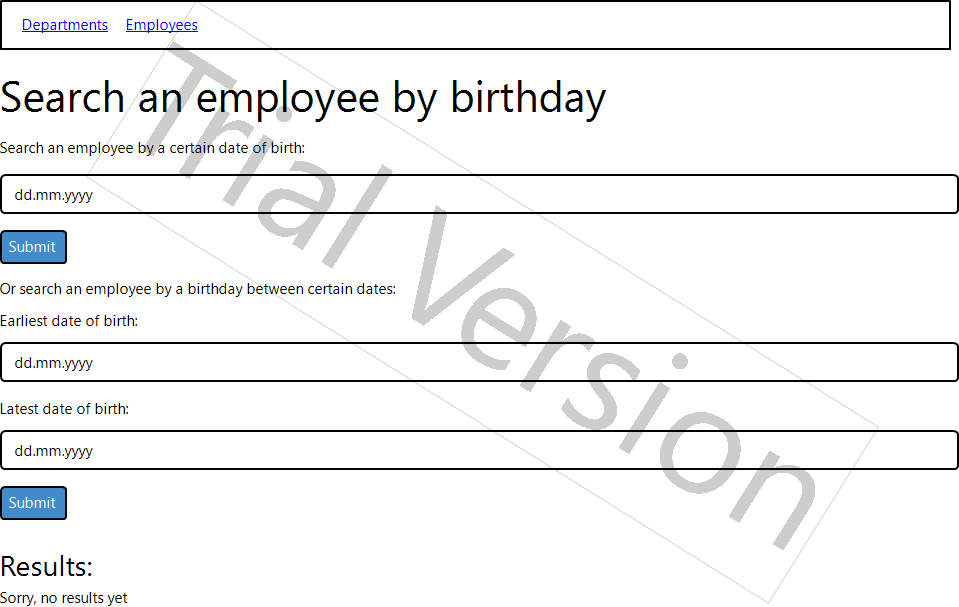 Departments Employees
Search an employee by birthday
Search an employee by a certain date of birth:
dd.mm.yyyy
Submit
Or search an employee by a birthday between certain dates:
Earliest date of birth:
dd.mm.yyyy
Latest date of birth:
dd.mm.yyyy
Submit
Results:
Sorry, no results yet
Trial Version